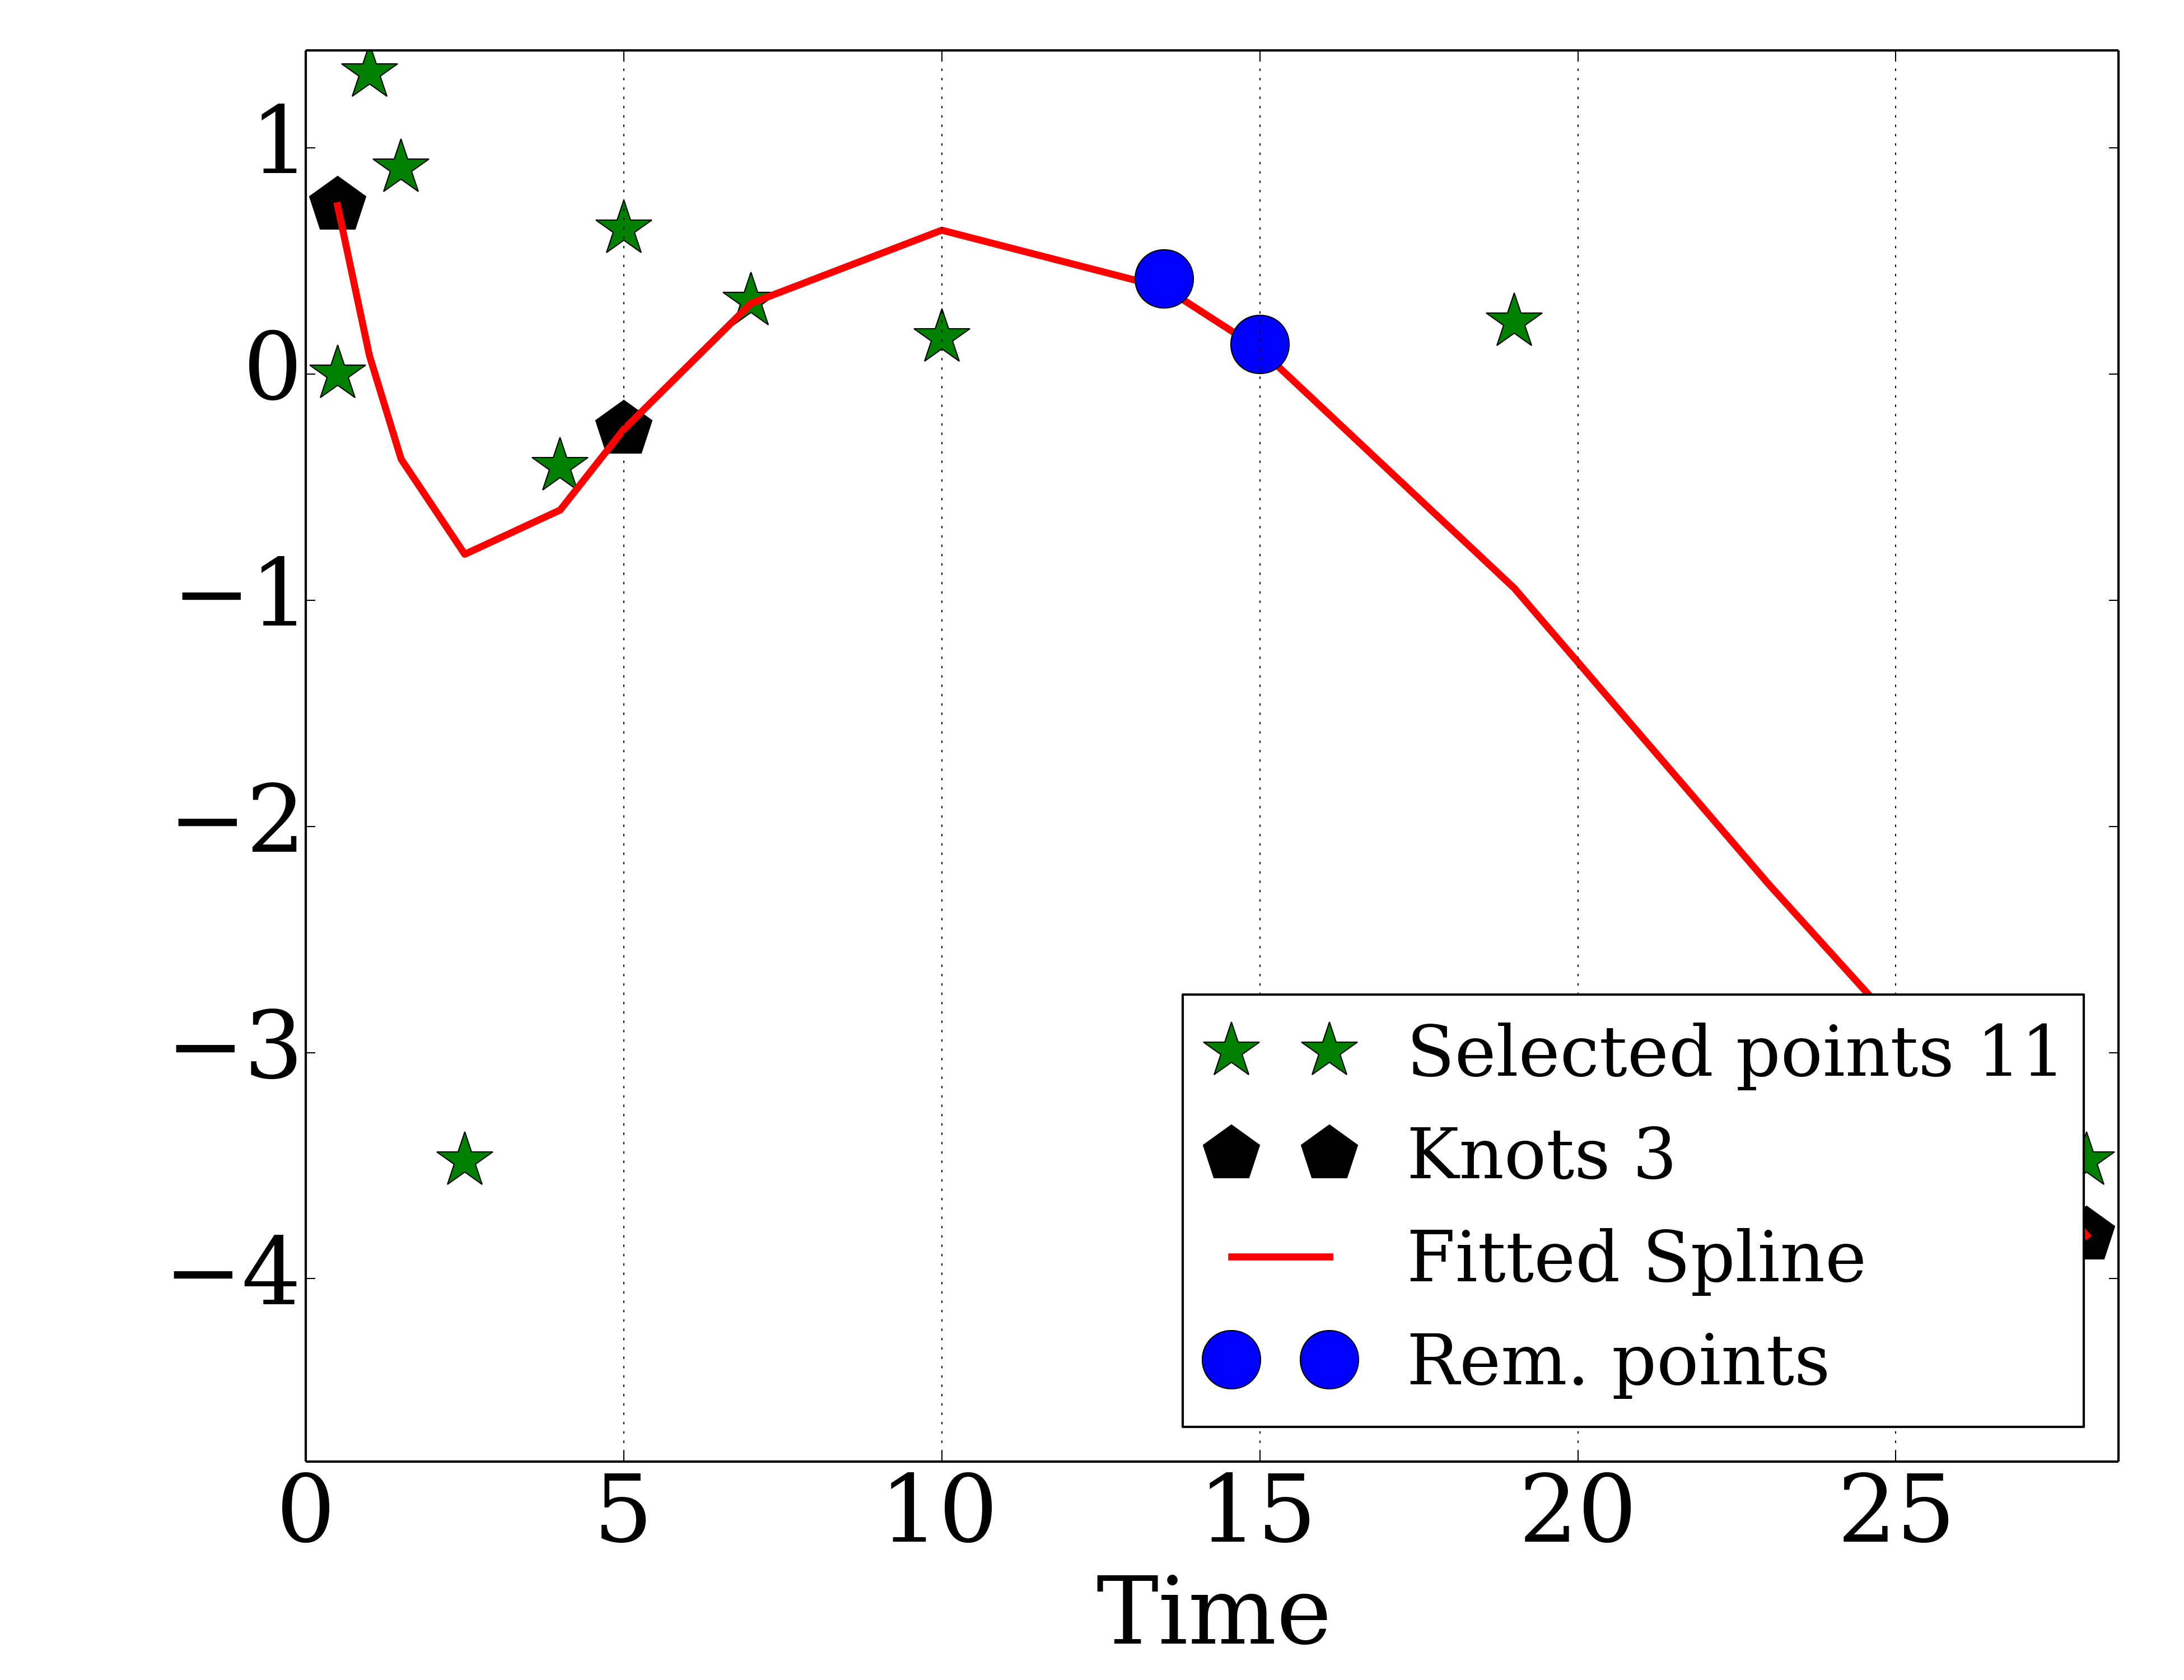 1
0
−1
−2
−3
−4
Selected points 11
Knots 3
Fitted Spline
Rem. points
0 5 10 15 20 25
Time